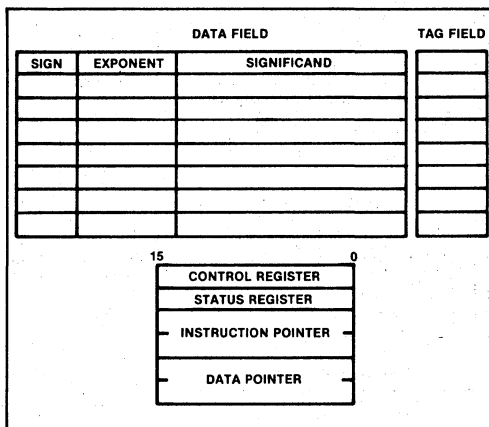 DATA FIELD TAG FIELD
SIGN EXPONENT SIGNIFICAND
15 0
CONTROL REGISTER
STATUS REGISTER
INSTRUCTION POINTER
DATA POINTER